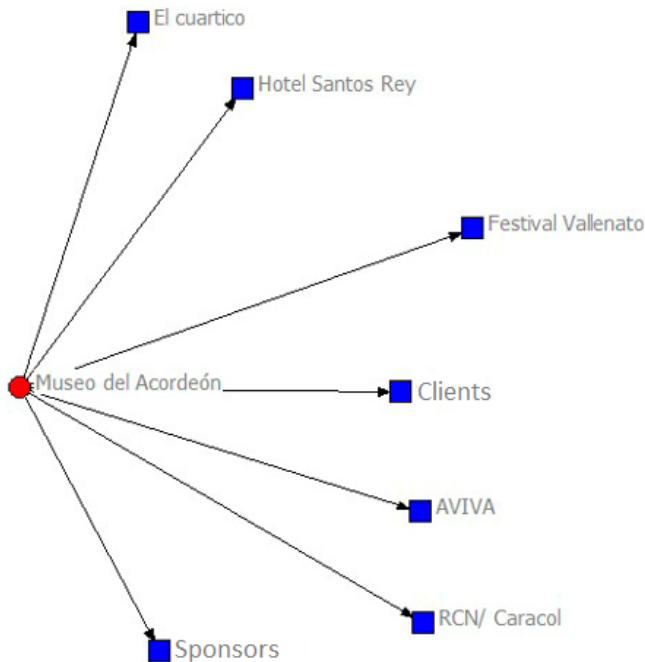 El cuartico
Hotel Santos Rey
Festival Vallenato
Museo del Acordeón
Clients
AVIVA
RCN/ Caracol
Sponsors